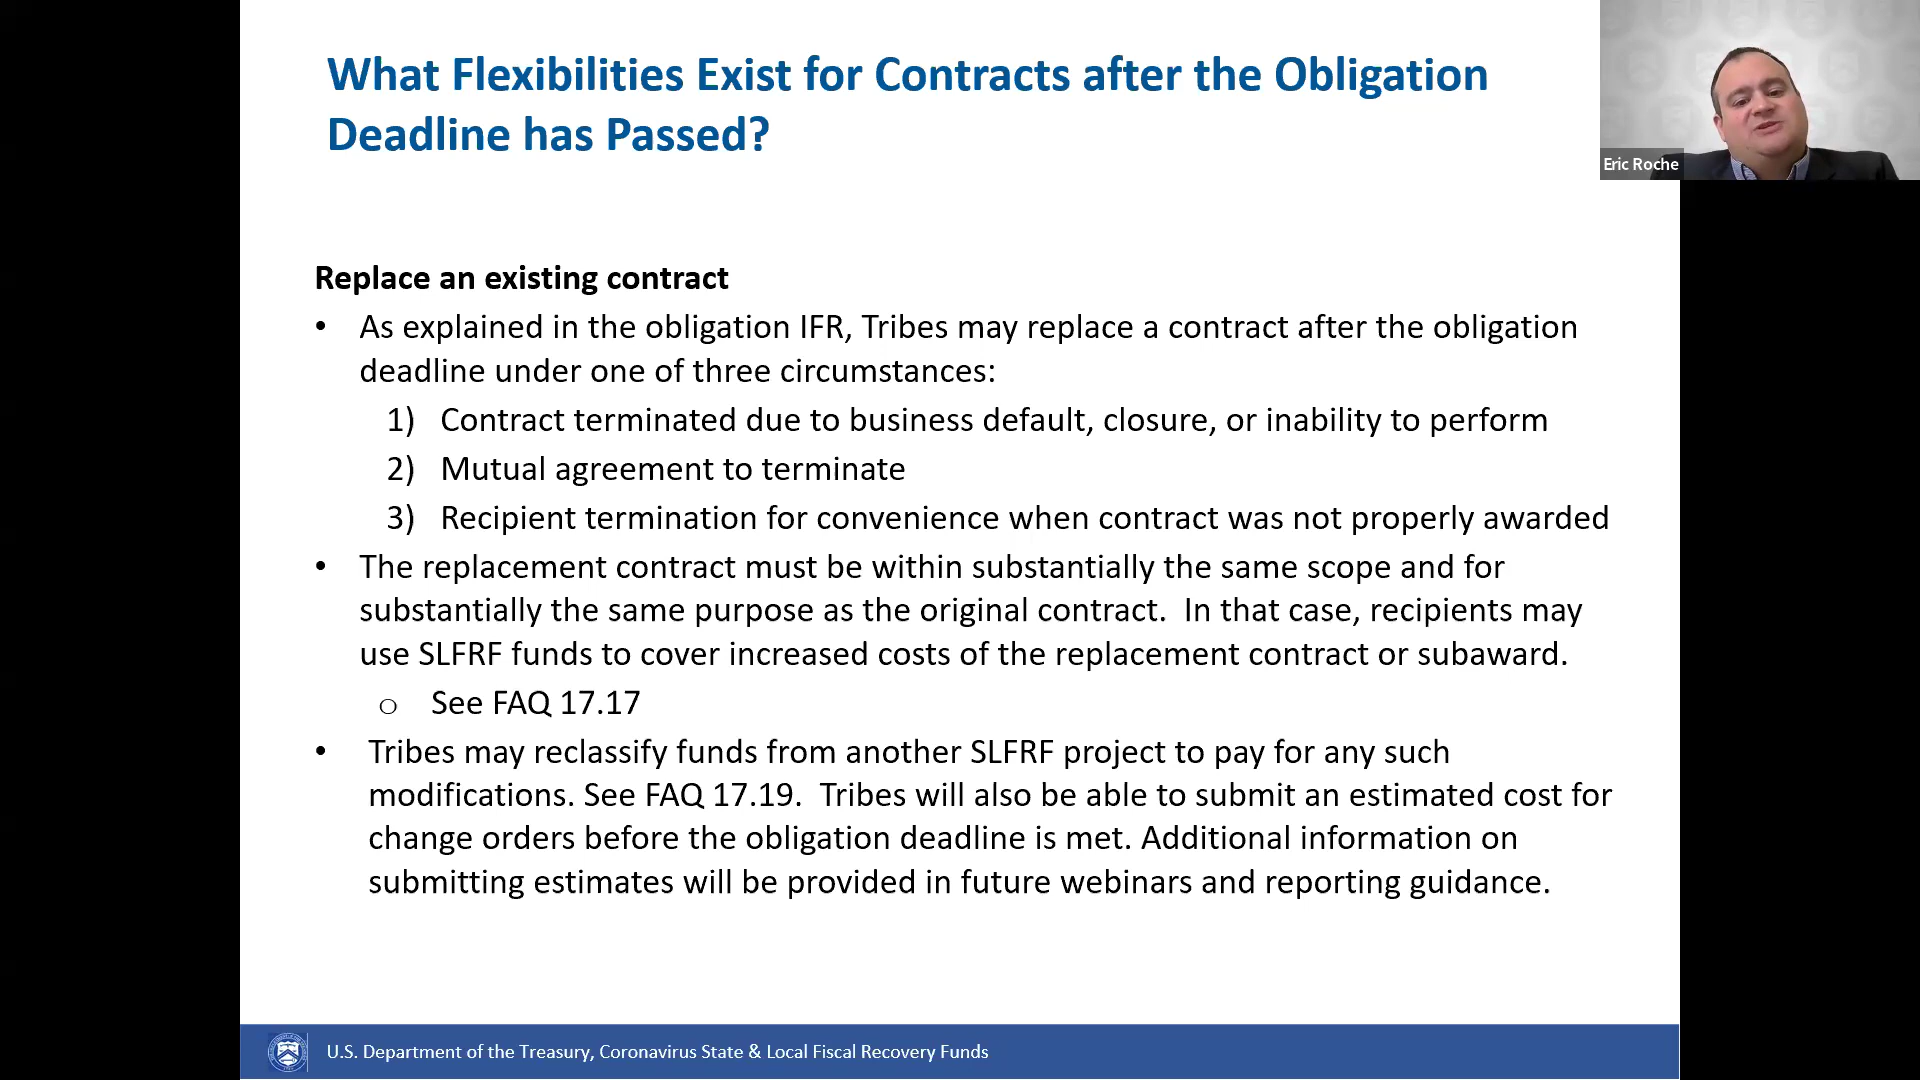 What Flexibilities Exist for Contracts after the Obligation
Deadline has Passed?
Eric Roche
Replace an existing contract
• As explained in the obligation IFR, Tribes may replace a contract after the obligation
deadline under one of three circumstances:
1) Contract terminated due to business default, closure, or inability to perform
2) Mutual agreement to terminate
3) Recipient termination for convenience when contract was not properly awarded
• The replacement contract must be within substantially the same scope and for
substantially the same purpose as the original contract.  In that case, recipients may
use SLFRF funds to cover increased costs of the replacement contract or subaward.
o See FAQ 17.17
• Tribes may reclassify funds from another SLFRF project to pay for any such
modifications. See FAQ 17.19.  Tribes will also be able to submit an estimated cost for
change orders before the obligation deadline is met. Additional information on
submitting estimates will be provided in future webinars and reporting guidance.
U.S. Department of the Treasury, Coronavirus State & Local Fiscal Recovery Funds